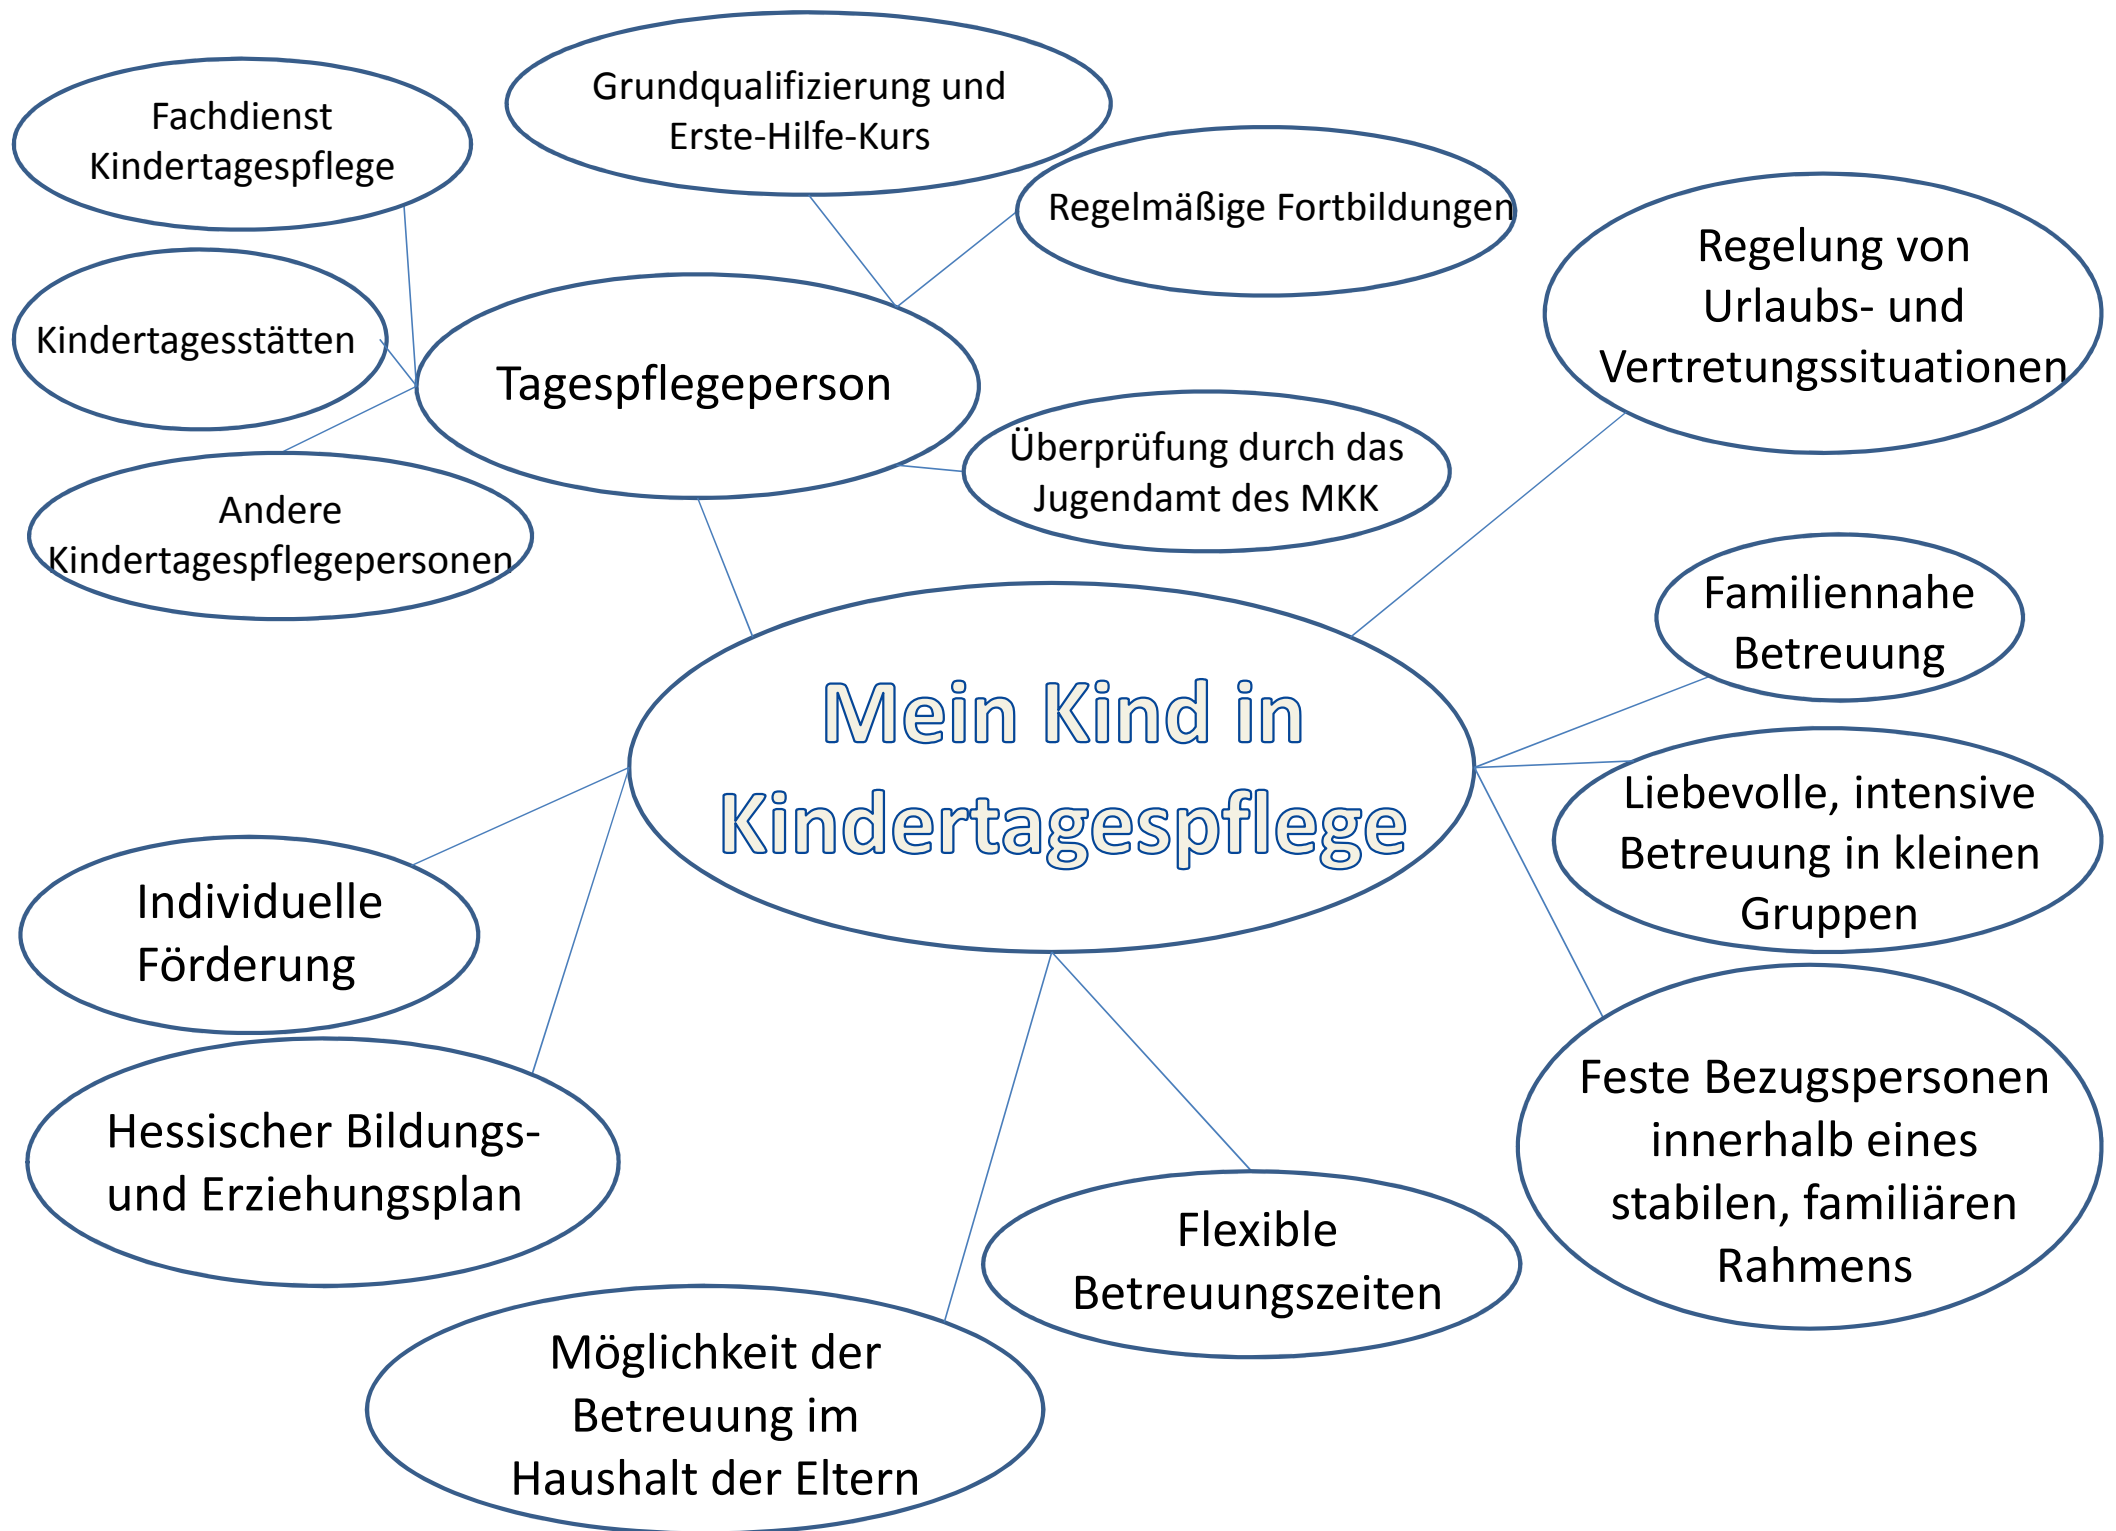 Fachdienst
Kindertagespflege
Grundqualifizierung und
Erste-Hilfe-Kurs
Regelmäßige Fortbildungen
Regelung von
Urlaubs- und
Vertretungssituationen
Kindertagesstätten
Tagespflegeperson
Überprüfung durch das
Jugendamt des MKK
Andere
Kindertagespflegepersonen
Familiennahe
Betreuung
Mein Kind in
Kindertagespflege
Liebevolle, intensive
Betreuung in kleinen
Gruppen
Individuelle
Förderung
Feste Bezugspersonen
innerhalb eines
stabilen, familiären
Rahmens
Hessischer Bildungs-
und Erziehungsplan
Flexible
Betreuungszeiten
Möglichkeit der
Betreuung im
Haushalt der Eltern